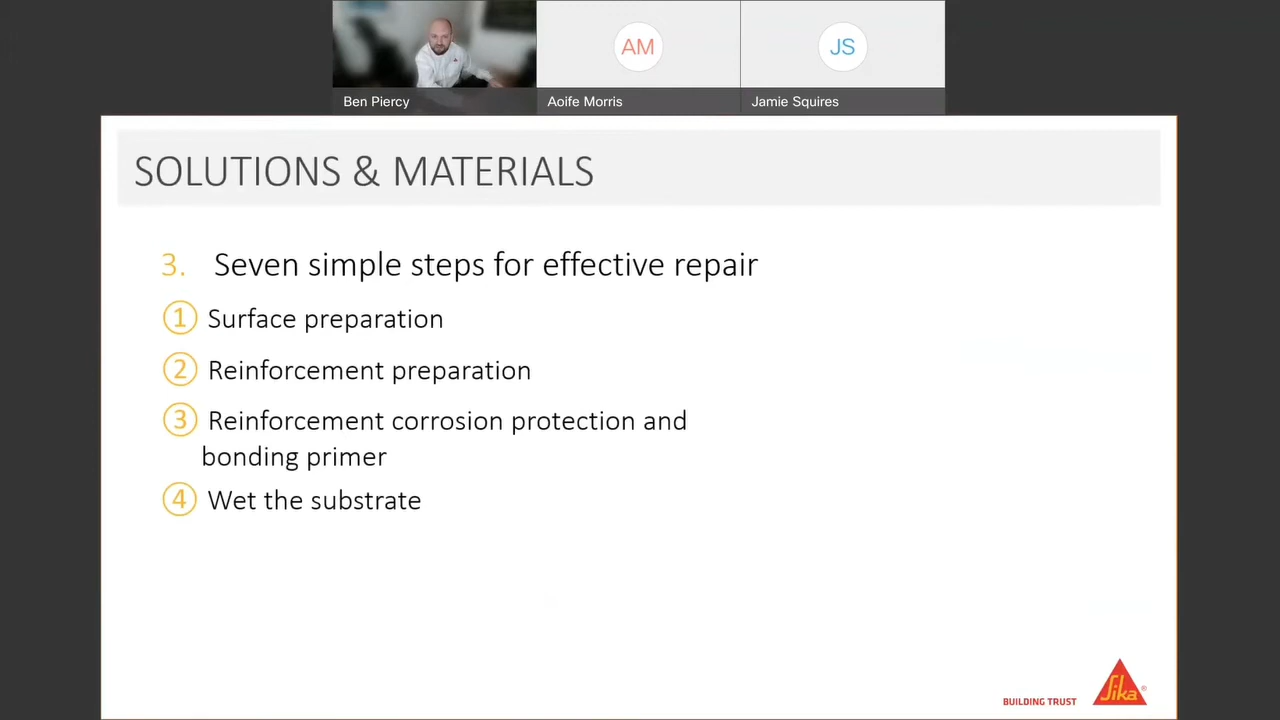 Ben Piercy
AM
Aoife Morris
JS
Jamie Squires
SOLUTIONS & MATERIALS
3. Seven simple steps for effective repair
① Surface preparation
② Reinforcement preparation
③ Reinforcement corrosion protection and
bonding primer
④ Wet the substrate
BUILDING TRUST
Sika®